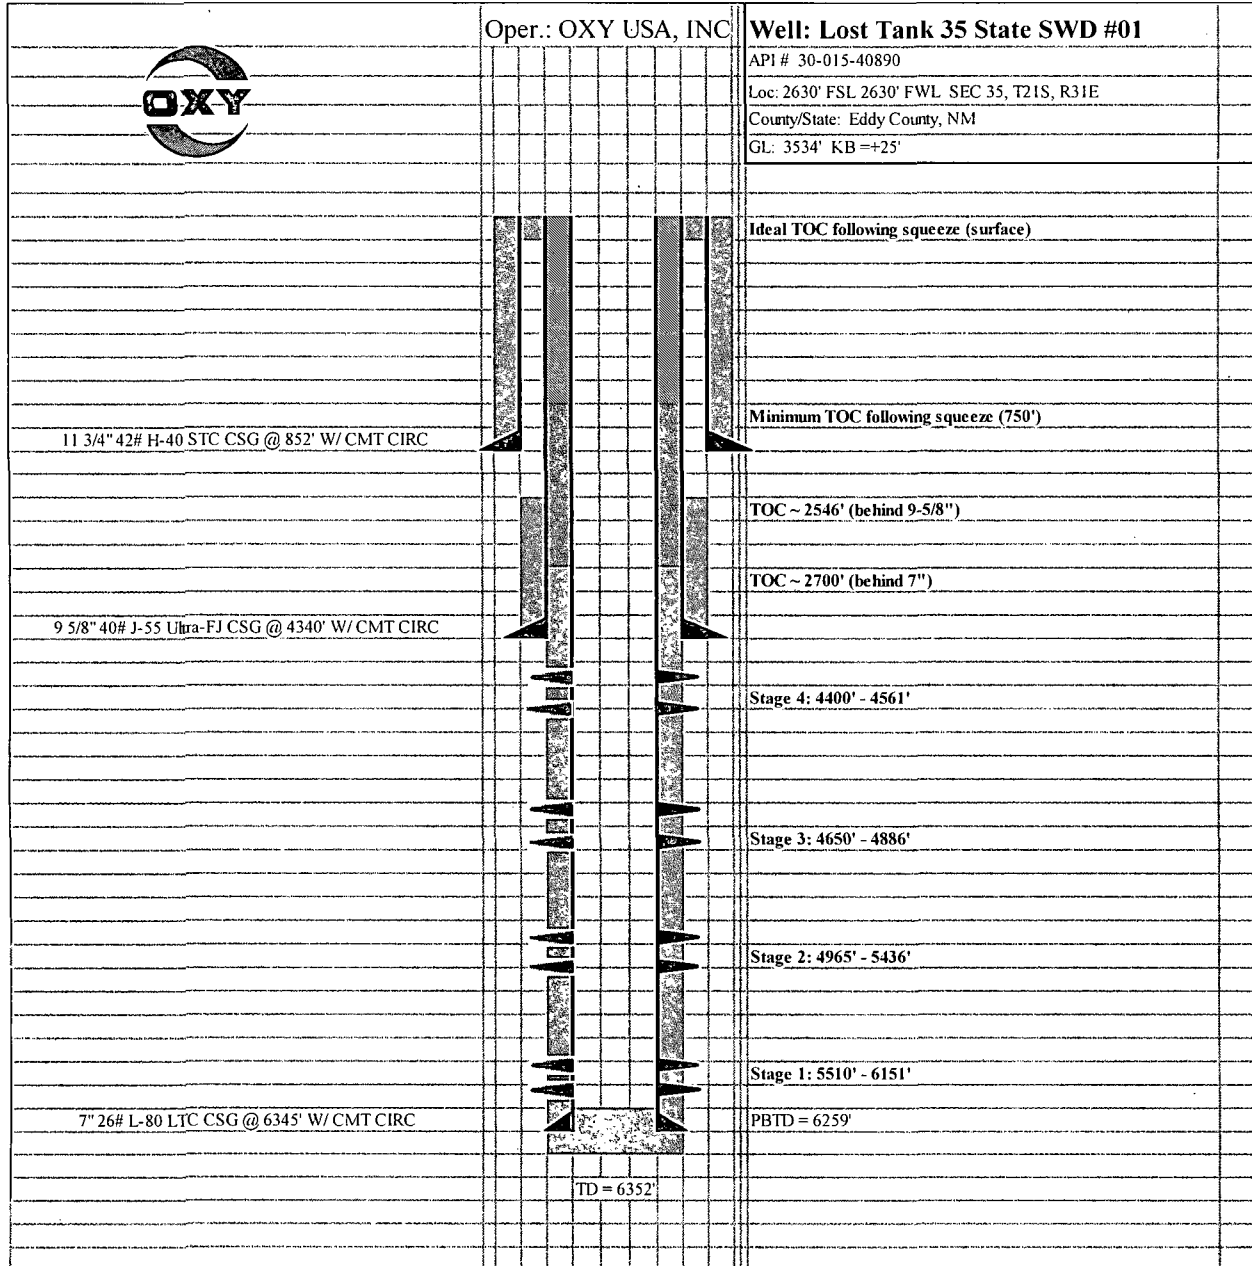 Oper.: OXY USA, INC
Well: Lost Tank 35 State SWD #01
API # 30-015-40890
Loc: 2630' FSL 2630' FWL SEC 35, T21S, R31E
County/State: Eddy County, NM
GL: 3534' KB =+25'
OXY
Ideal TOC following squeeze (surface)
Minimum TOC following squeeze (750')
11 3/4" 42# H-40 STC CSG @ 852' W/ CMT CIRC
TOC ~ 2546' (behind 9-5/8")
TOC ~ 2700' (behind 7")
9 5/8" 40# J-55 Ultra-FJ CSG @ 4340' W/ CMT CIRC
Stage 4: 4400' - 4561'
Stage 3: 4650' - 4886'
Stage 2: 4965' - 5436'
Stage 1: 5510' - 6151'
7" 26# L-80 LTC CSG @ 6345' W/ CMT CIRC
PBTD = 6259'
TD = 6352'